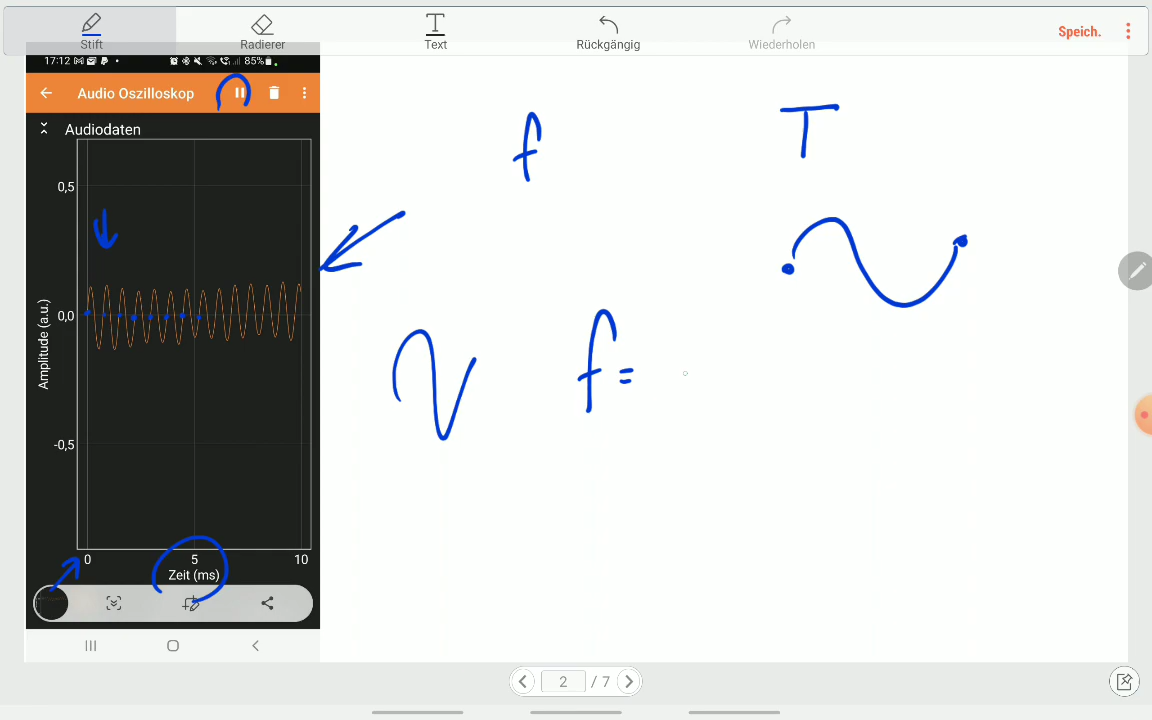 Stift
Radierer
Text
Rückgängig
Wiederholen
Speich.
17:12
85%
Audio Oszilloskop
Audiodaten
f
T
0,5
0,0
-0,5
Amplitude (a.u.)
f=
0 5 10
Zeit (ms)
2 / 7